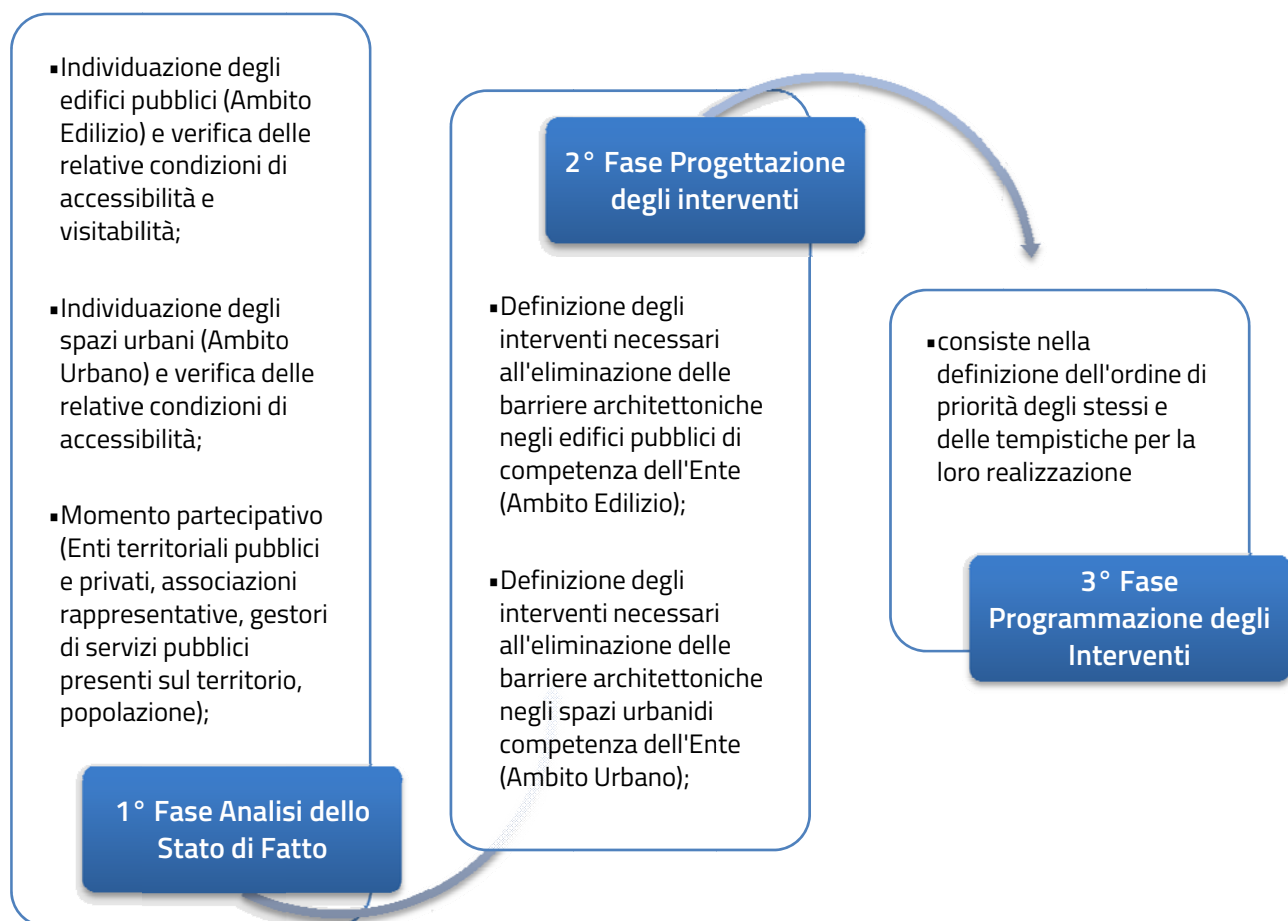 ▪Individuazione degli
edifici pubblici (Ambito
Edilizio) e verifica delle
relative condizioni di
accessibilità e
visitabilità;
▪Individuazione degli
spazi urbani (Ambito
Urbano) e verifica delle
relative condizioni di
accessibilità;
▪Momento partecipativo
(Enti territoriali pubblici
e privati, associazioni
rappresentative, gestori
di servizi pubblici
presenti sul territorio,
popolazione);
1° Fase Analisi dello
Stato di Fatto
2° Fase Progettazione
degli interventi
▪Definizione degli
interventi necessari
all'eliminazione delle
barriere architettoniche
negli edifici pubblici di
competenza dell'Ente
(Ambito Edilizio);
▪Definizione degli
interventi necessari
all'eliminazione delle
barriere architettoniche
negli spazi urbanidi
competenza dell'Ente
(Ambito Urbano);
▪consiste nella
definizione dell'ordine di
priorità degli stessi e
delle tempistiche per la
loro realizzazione
3° Fase
Programmazione degli
Interventi